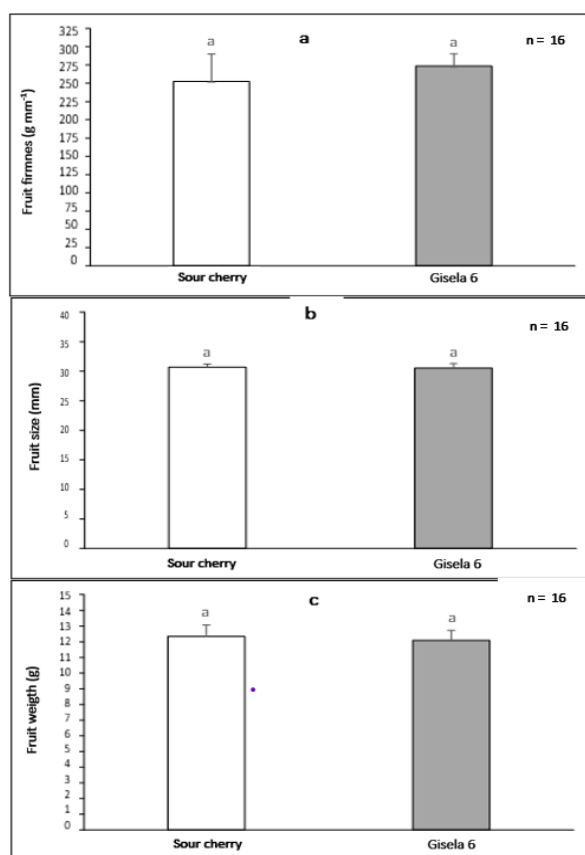 325
300
275
250
225
200
175
150
125
100
75
50
25
0
Fruit firmnes (g mm⁻¹)
a
a
a
n = 16
Sour cherry
Gisela 6
40
35
30
25
20
15
10
5
0
Fruit size (mm)
b
a
a
n = 16
Sour cherry
Gisela 6
15
14
13
12
11
10
9
8
7
6
5
4
3
2
1
0
Fruit weigth (g)
c
a
a
n = 16
Sour cherry
Gisela 6